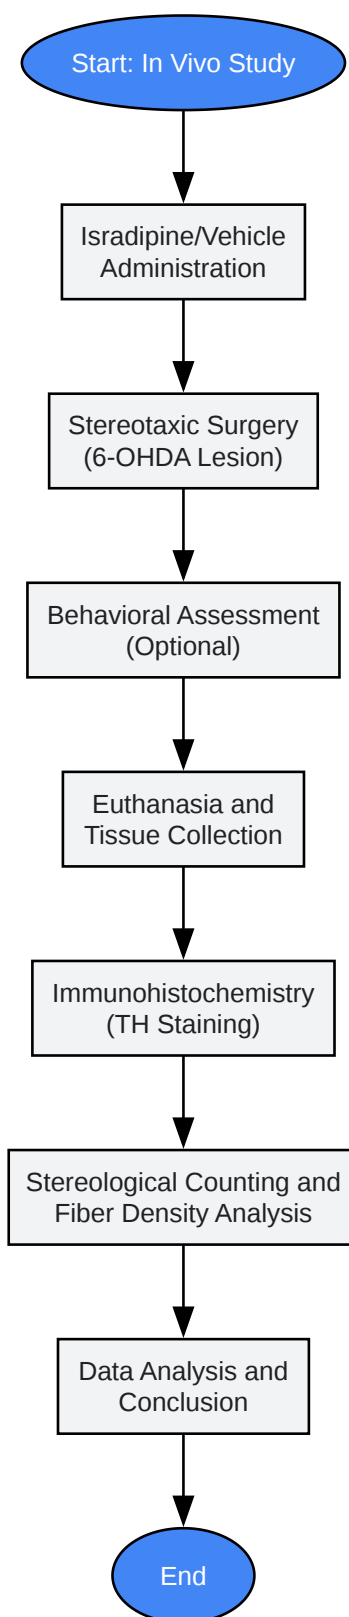 Start: In Vivo Study
Isradipine/Vehicle
Administration
Stereotaxic Surgery
(6-OHDA Lesion)
Behavioral Assessment
(Optional)
Euthanasia and
Tissue Collection
Immunohistochemistry
(TH Staining)
Stereological Counting and
Fiber Density Analysis
Data Analysis and
Conclusion
End